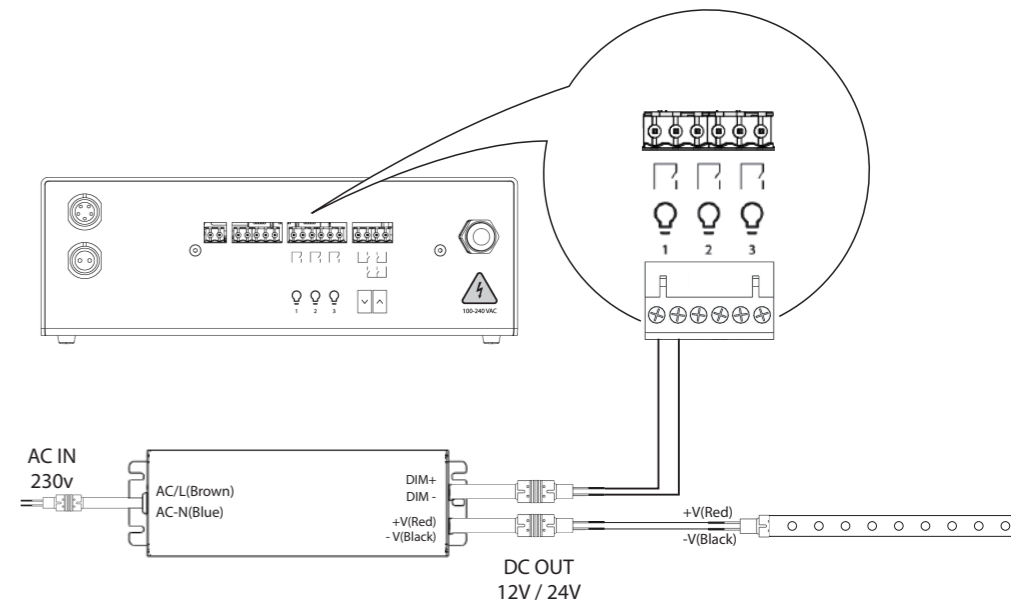 1 2 3
1 2 3
100-240 VAC
AC IN
230v
AC/L(Brown)
AC-N(Blue)
DIM+
DIM -
+V(Red)
- V(Black)
+V(Red)
-V(Black)
DC OUT
12V / 24V